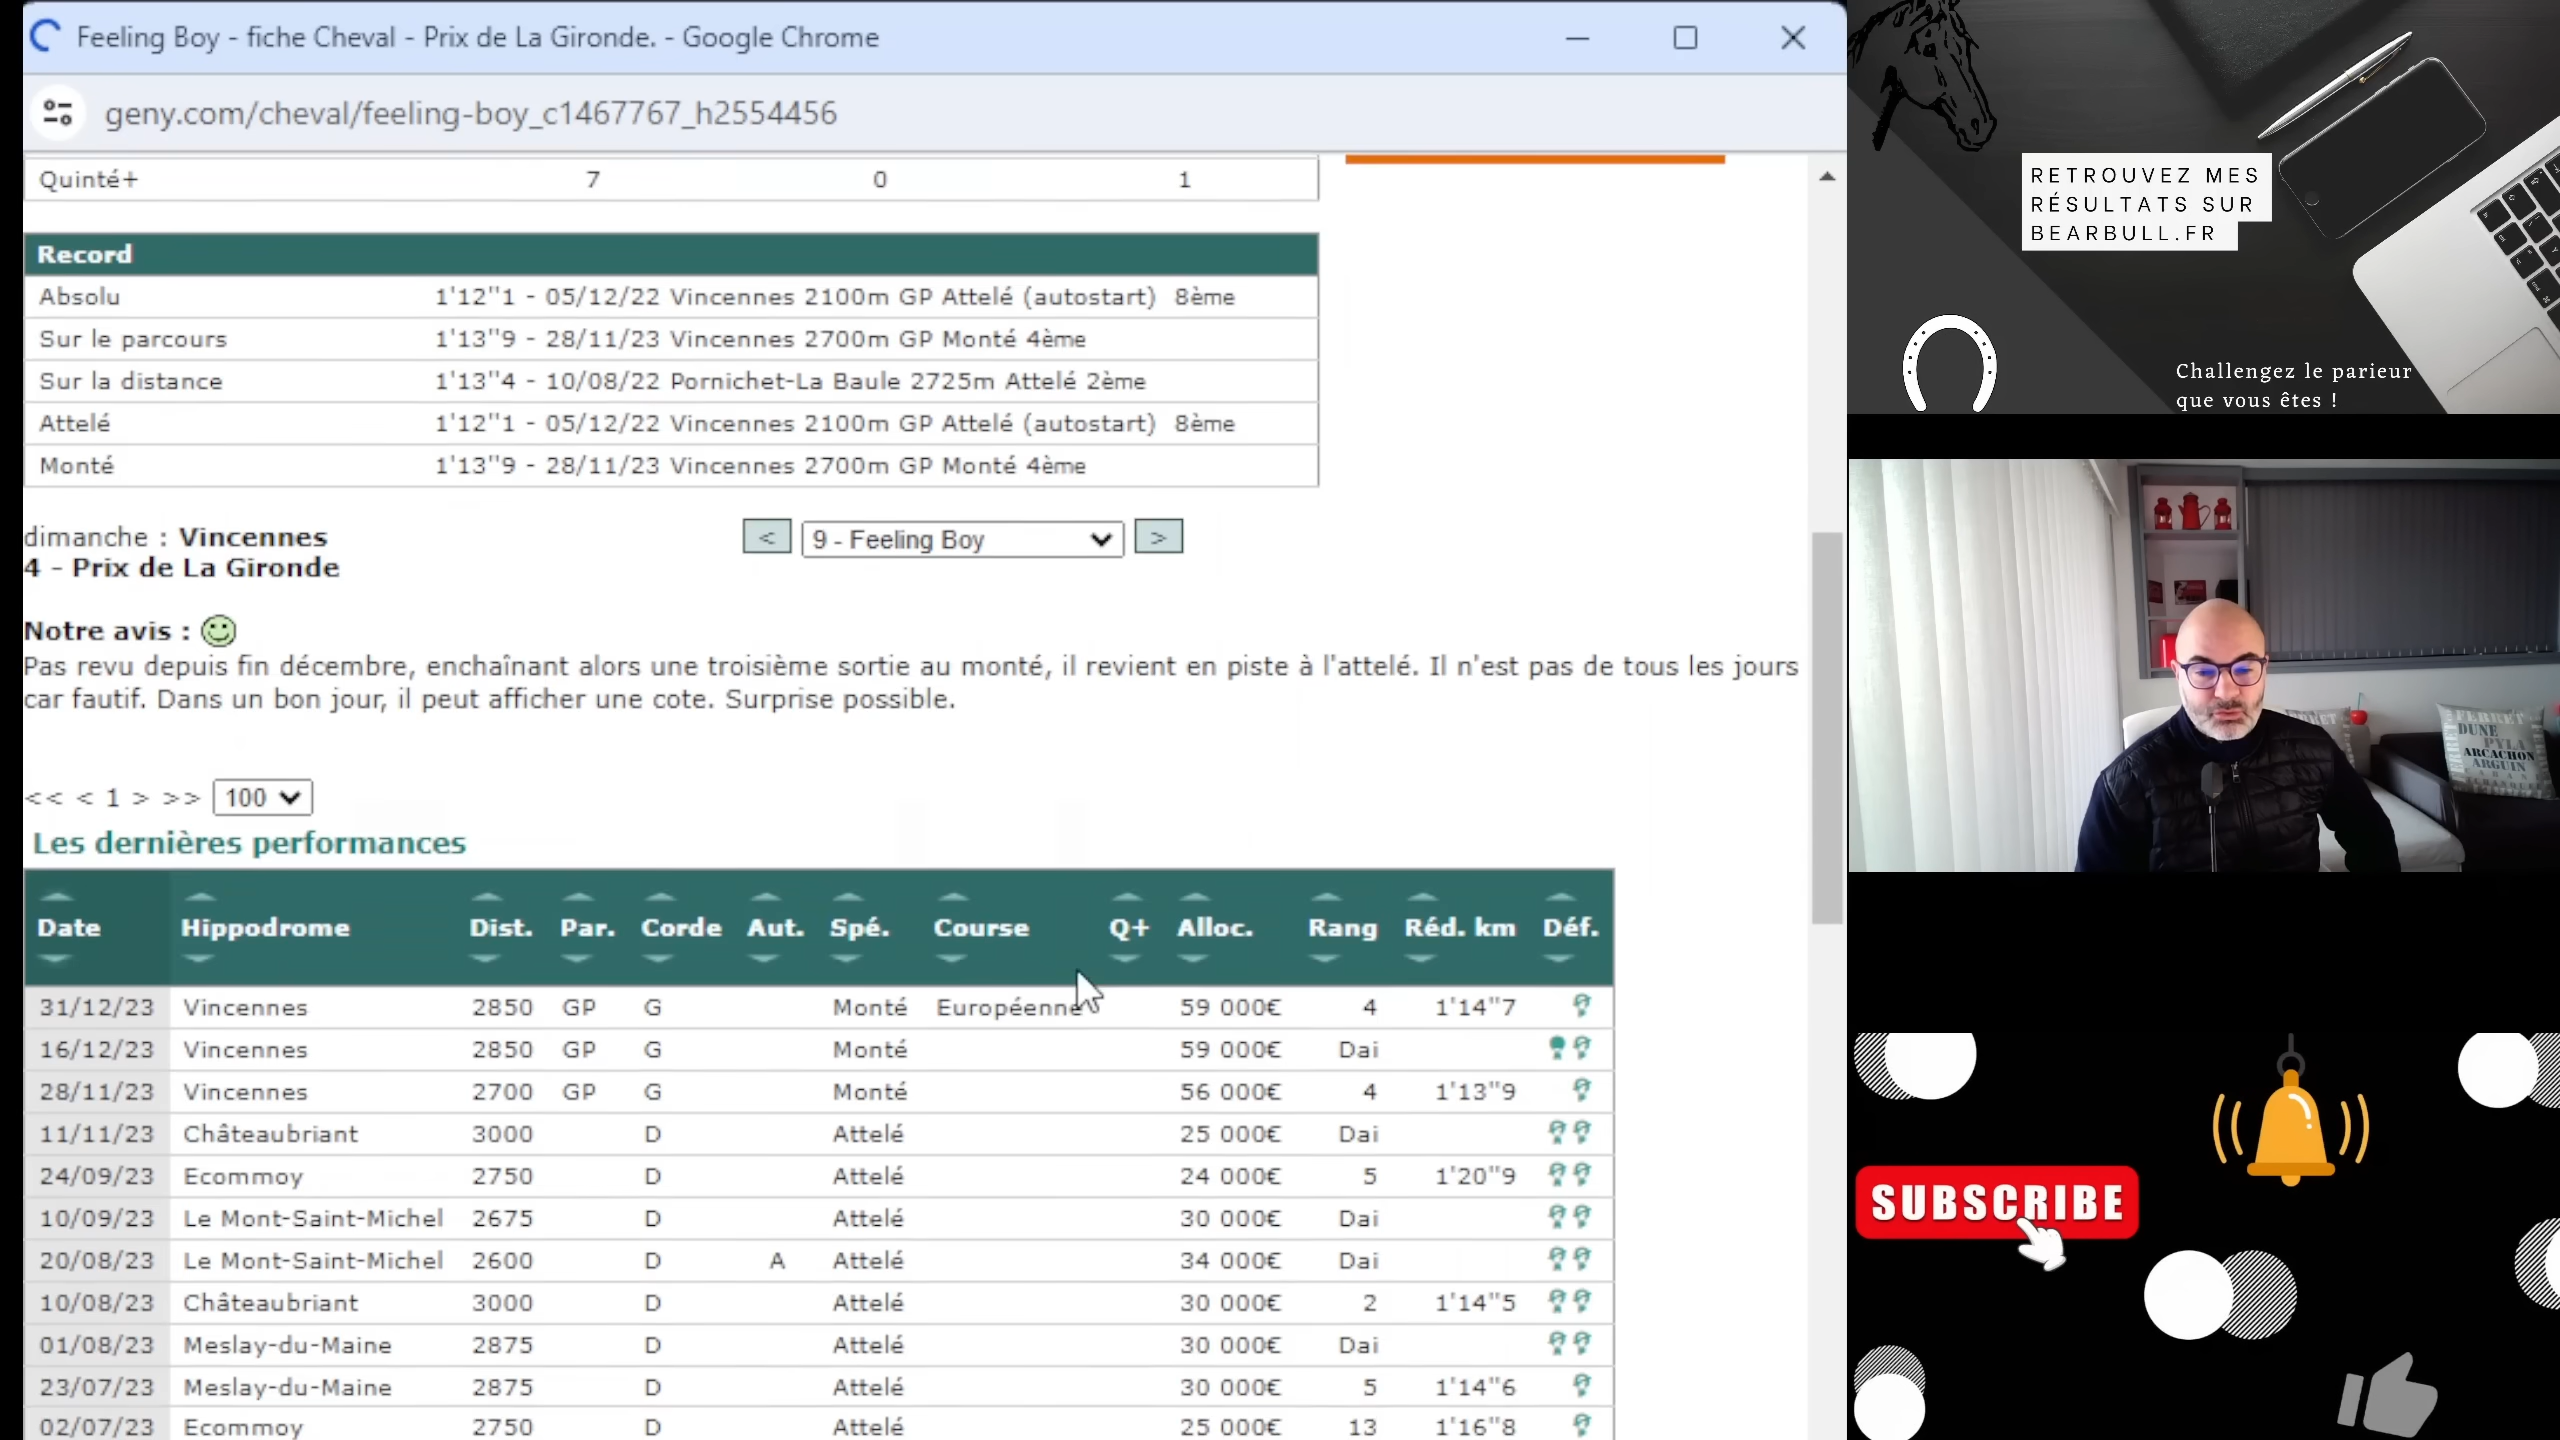 Feeling Boy - fiche Cheval - Prix de La Gironde. - Google Chrome
geny.com/cheval/feeling-boy_c1467767_h2554456
Quinté+ 7 0 1
Record
Absolu 1'12"1 - 05/12/22 Vincennes 2100m GP Attelé (autostart) 8ème
Sur le parcours 1'13"9 - 28/11/23 Vincennes 2700m GP Monté 4ème
Sur la distance 1'13"4 - 10/08/22 Pornichet-La Baule 2725m Attelé 2ème
Attelé 1'12"1 - 05/12/22 Vincennes 2100m GP Attelé (autostart) 8ème
Monté 1'13"9 - 28/11/23 Vincennes 2700m GP Monté 4ème
dimanche : Vincennes
4 - Prix de La Gironde
< 9 - Feeling Boy >
Notre avis :
Pas revu depuis fin décembre, enchaînant alors une troisième sortie au monté, il revient en piste à l'attelé. Il n'est pas de tous les jours
car fautif. Dans un bon jour, il peut afficher une cote. Surprise possible.
<< < 1 > >> 100
Les dernières performances
Date Hippodrome Dist. Par. Corde Aut. Spé. Course Q+ Alloc. Rang Réd. km Déf.
31/12/23 Vincennes 2850 GP G Monté Européenne 59 000€ 4 1'14"7
16/12/23 Vincennes 2850 GP G Monté 59 000€ Dai
28/11/23 Vincennes 2700 GP G Monté 56 000€ 4 1'13"9
11/11/23 Châteaubriant 3000 D Attelé 25 000€ Dai
24/09/23 Ecommoy 2750 D Attelé 24 000€ 5 1'20"9
10/09/23 Le Mont-Saint-Michel 2675 D Attelé 30 000€ Dai
20/08/23 Le Mont-Saint-Michel 2600 D A Attelé 34 000€ Dai
10/08/23 Châteaubriant 3000 D Attelé 30 000€ 2 1'14"5
01/08/23 Meslay-du-Maine 2875 D Attelé 30 000€ Dai
23/07/23 Meslay-du-Maine 2875 D Attelé 30 000€ 5 1'14"6
02/07/23 Ecommoy 2750 D Attelé 25 000€ 13 1'16"8
RETROUVEZ MES
RÉSULTATS SUR
BEARBULL.FR
Challengez le parieur
que vous êtes !
FERRET
DUNE
PYLA
ARCACHON
ARGUIN
SUBSCRIBE